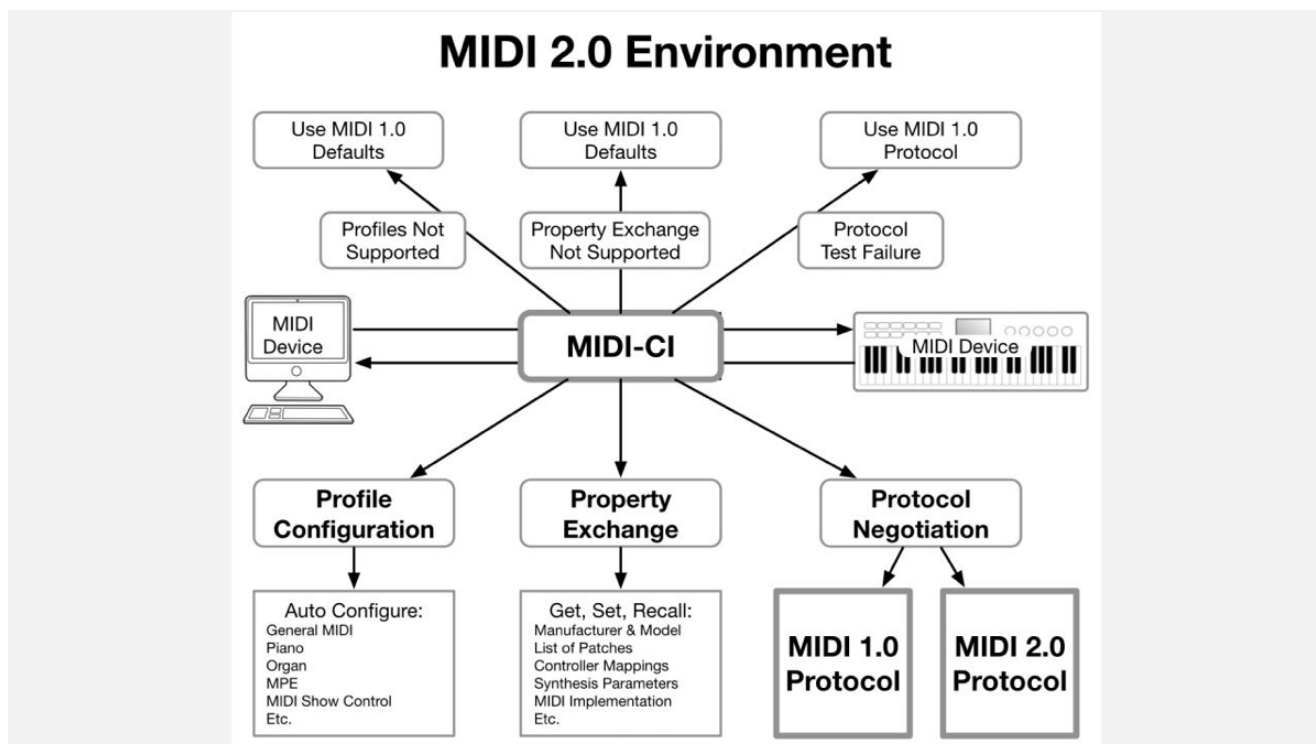 MIDI 2.0 Environment
Use MIDI 1.0
Defaults
Use MIDI 1.0
Defaults
Use MIDI 1.0
Protocol
Profiles Not
Supported
Property Exchange
Not Supported
Protocol
Test Failure
MIDI
Device
MIDI-CI
MIDI Device
Profile
Configuration
Property
Exchange
Protocol
Negotiation
Auto Configure:
General MIDI
Piano
Organ
MPE
MIDI Show Control
Etc.
Get, Set, Recall:
Manufacturer & Model
List of Patches
Controller Mappings
Synthesis Parameters
MIDI Implementation
Etc.
MIDI 1.0
Protocol
MIDI 2.0
Protocol